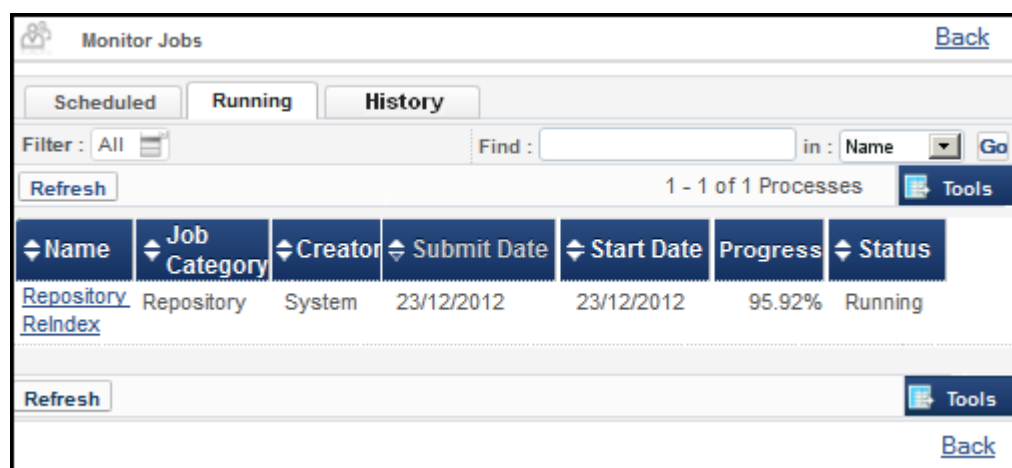 Monitor Jobs Back
Scheduled Running History
Filter : All Find : in : Name Go
Refresh 1 - 1 of 1 Processes Tools
Name Job Category Creator Submit Date Start Date Progress Status
Repository ReIndex Repository System 23/12/2012 23/12/2012 95.92% Running
Refresh Tools
Back